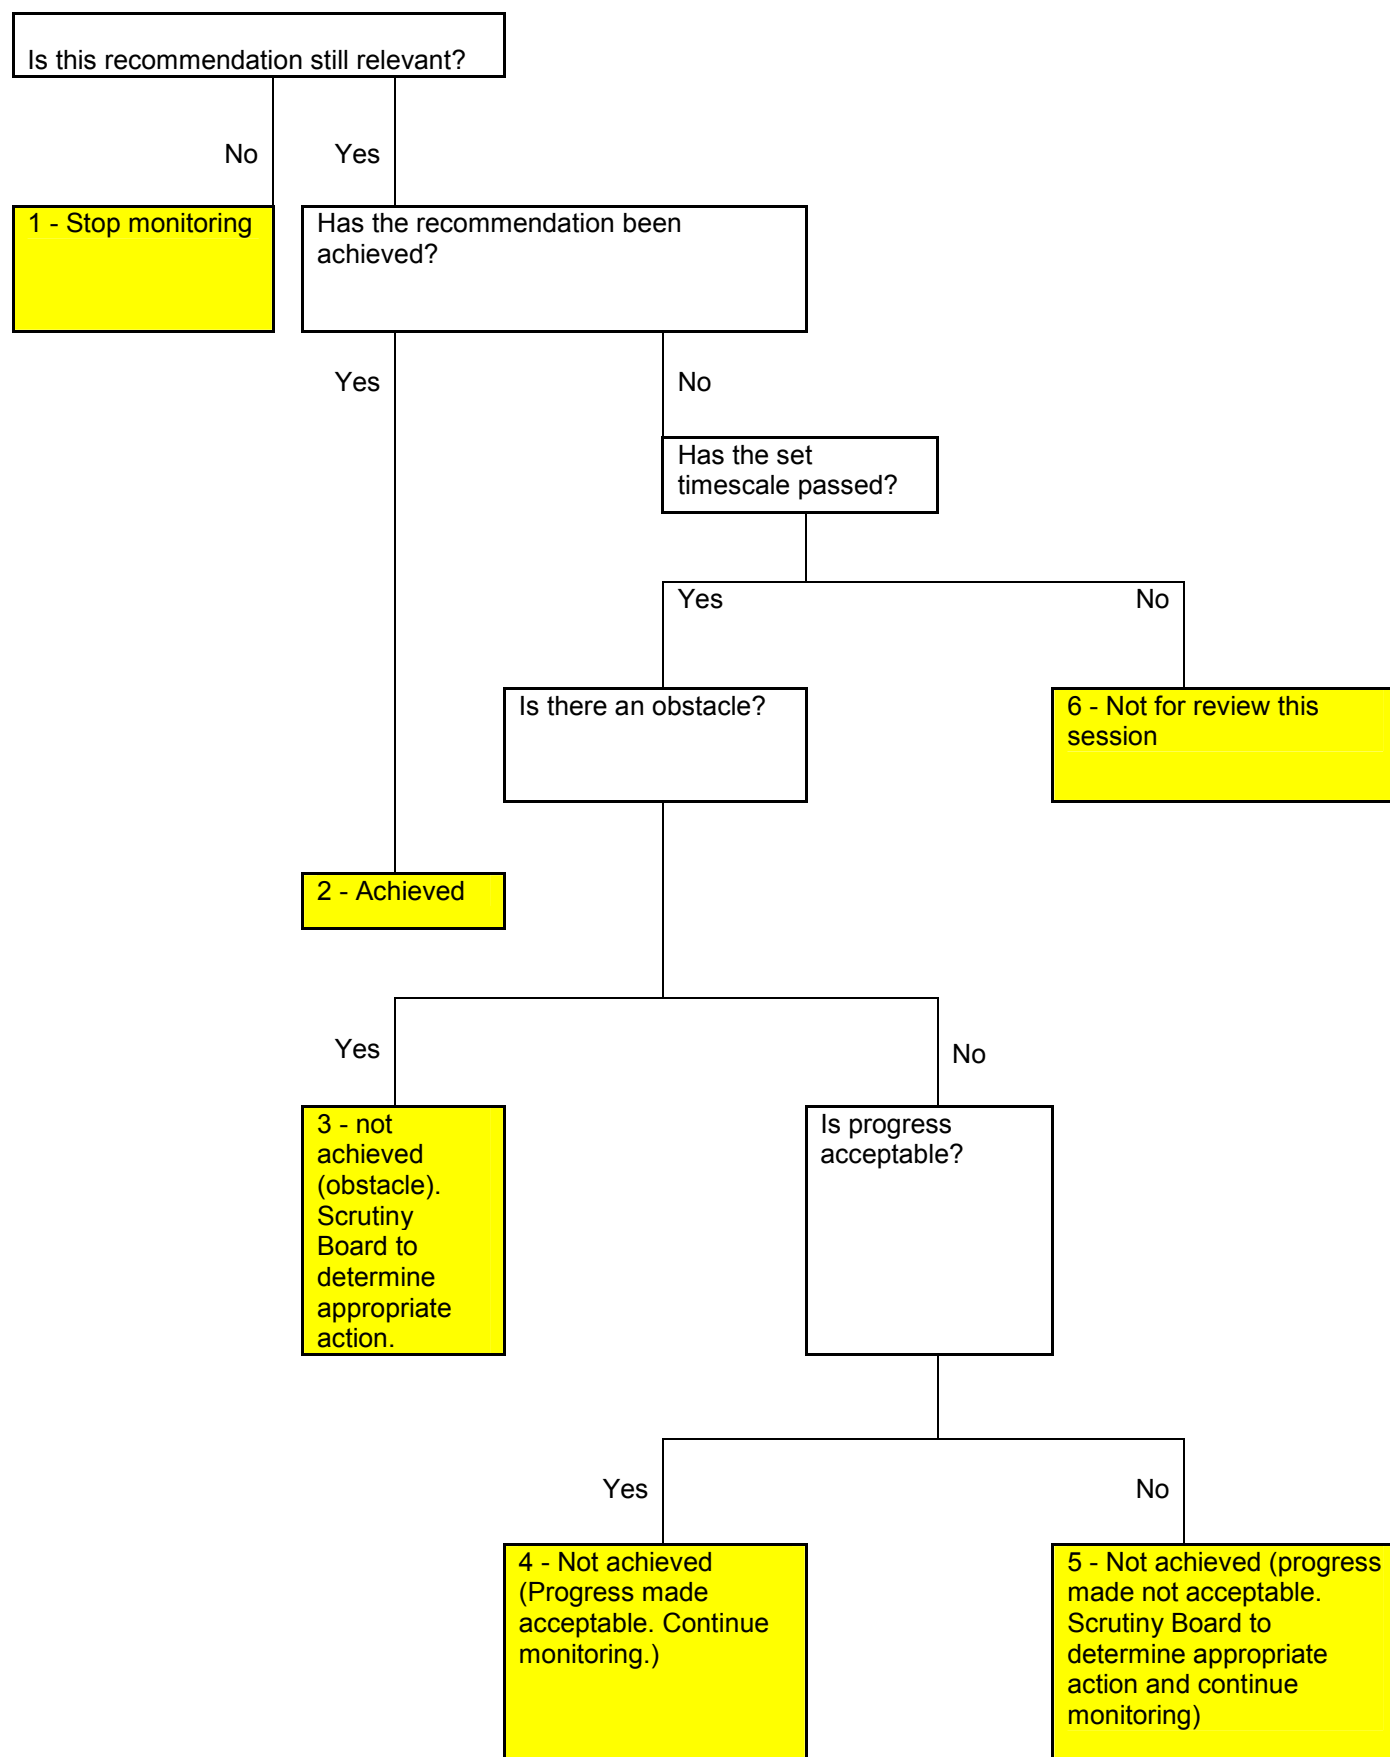 Is this recommendation still relevant?
No
Yes
1 - Stop monitoring
Has the recommendation been
achieved?
Yes
No
Has the set
timescale passed?
Yes
No
Is there an obstacle?
6 - Not for review this
session
2 - Achieved
Yes
No
3 - not
achieved
(obstacle).
Scrutiny
Board to
determine
appropriate
action.
Is progress
acceptable?
Yes
No
4 - Not achieved
(Progress made
acceptable. Continue
monitoring.)
5 - Not achieved (progress
made not acceptable.
Scrutiny Board to
determine appropriate
action and continue
monitoring)